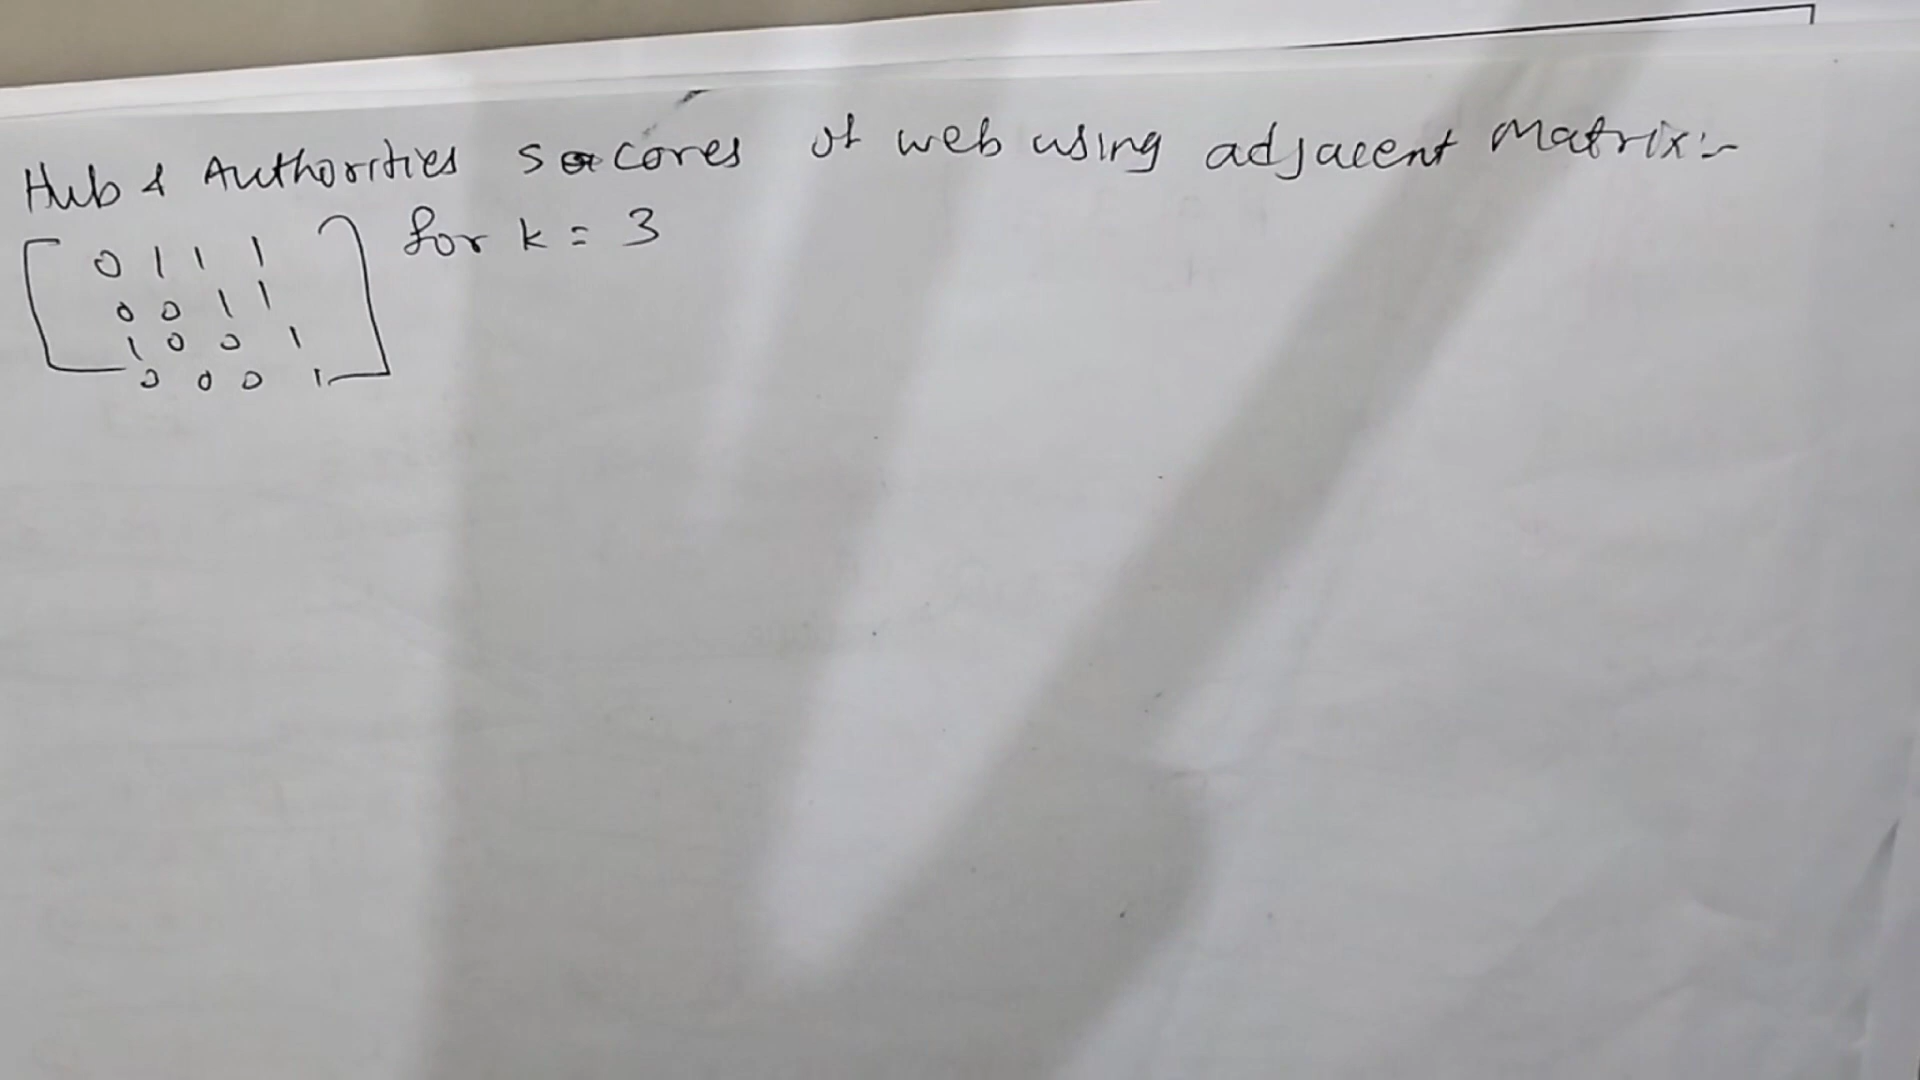 Hub & Authorities scores of web using adjacent Matrix:-
[ 0 1 1 1 ] for k = 3
0 0 1 1
1 0 0 1
0 0 0 1